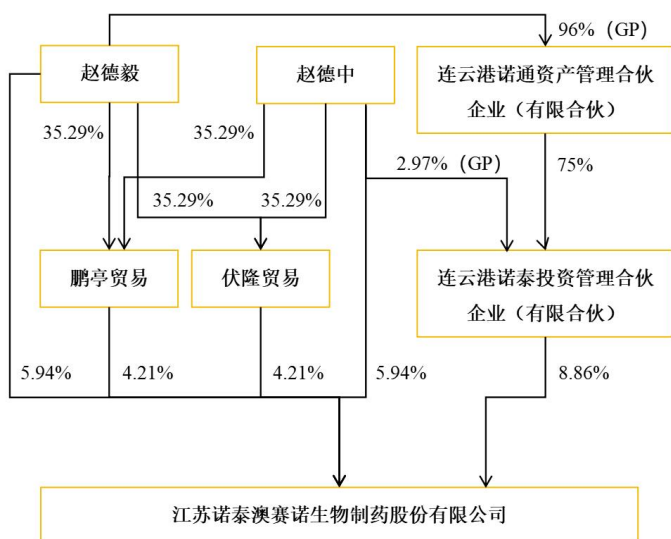 96%（GP）
赵德毅
赵德中
连云港诺通资产管理合伙
企业（有限合伙）
35.29%
35.29%
2.97%（GP）
75%
35.29%
35.29%
鹏亭贸易
伏隆贸易
连云港诺泰投资管理合伙
企业（有限合伙）
5.94%
4.21%
4.21%
5.94%
8.86%
江苏诺泰澳赛诺生物制药股份有限公司